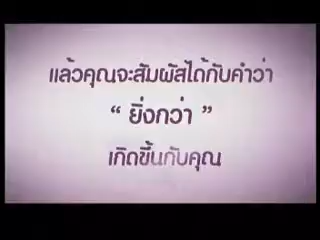 แล้วคุณจะสัมผัสได้กับคำว่า
“ ยิ่งกว่า ”
เกิดขึ้นกับคุณ